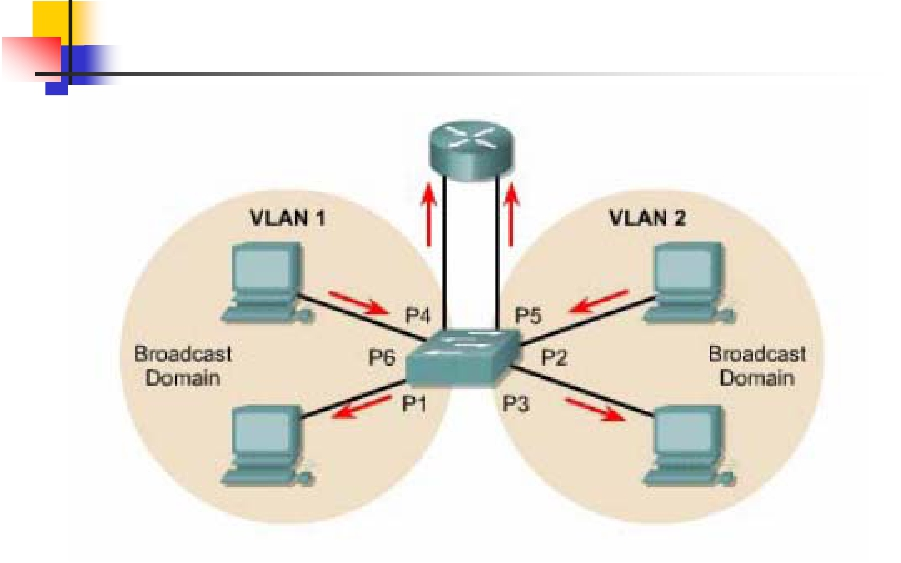 VLAN 1
VLAN 2
P4
P5
Broadcast
Domain
P6
P2
Broadcast
Domain
P1
P3